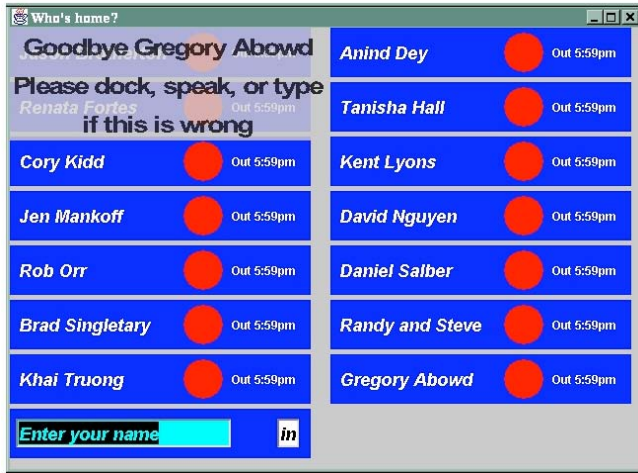 Who's home?
Goodbye Gregory Abowd
Please dock, speak, or type
if this is wrong
Renata Fortes
Cory Kidd Out 5:59pm
Jen Mankoff Out 5:59pm
Rob Orr Out 5:59pm
Brad Singletary Out 5:59pm
Khai Truong Out 5:59pm
Enter your name in
Anind Dey Out 5:59pm
Tanisha Hall Out 5:59pm
Kent Lyons Out 5:59pm
David Nguyen Out 5:59pm
Daniel Salber Out 5:59pm
Randy and Steve Out 5:59pm
Gregory Abowd Out 5:59pm